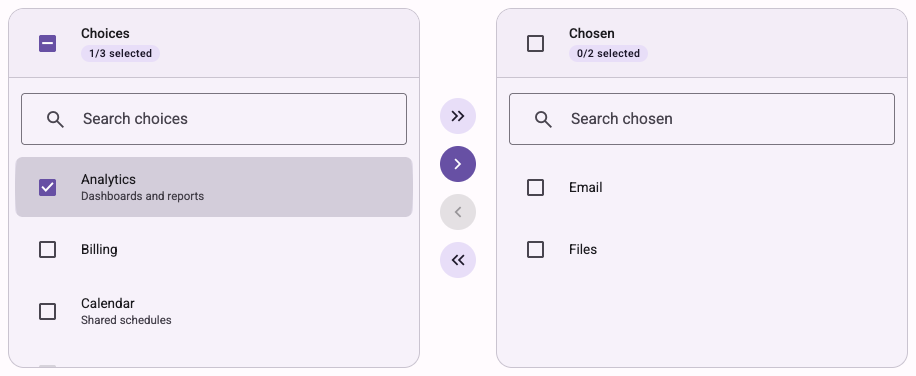 Choices
1/3 selected
Search choices
Analytics
Dashboards and reports
Billing
Calendar
Shared schedules
Chosen
0/2 selected
Search chosen
Email
Files